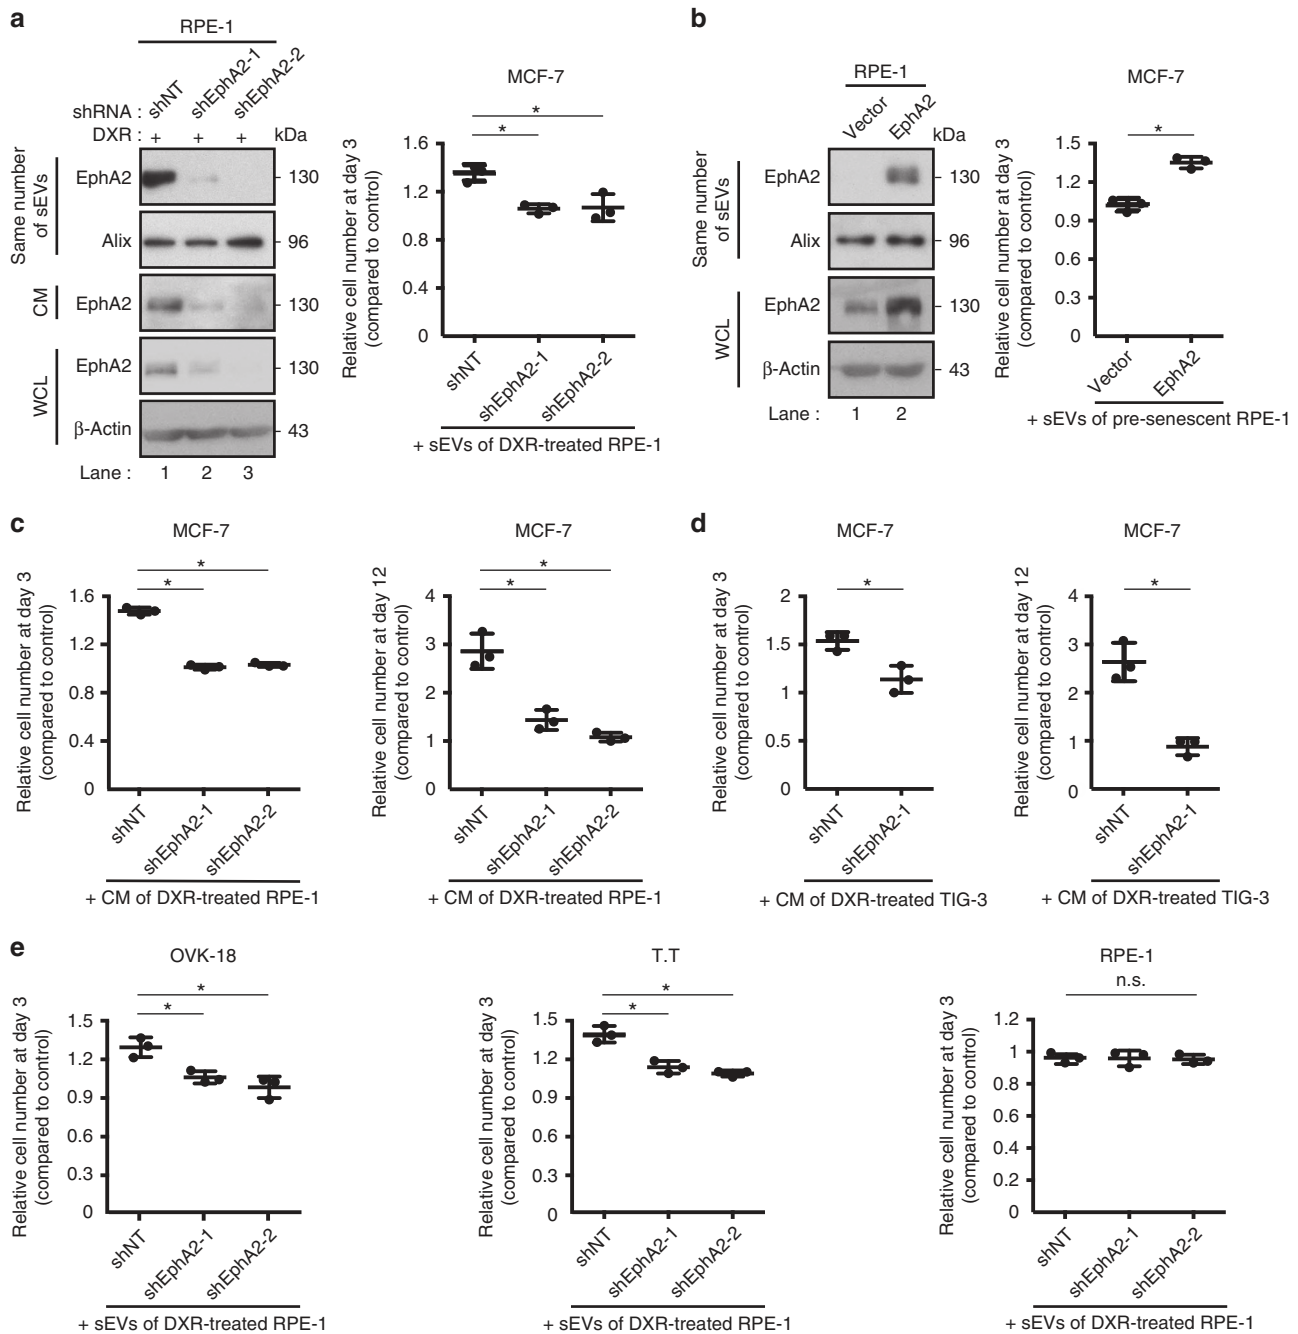 a
RPE-1
shRNA : shNT shEphA2-1 shEphA2-2
DXR : + + + kDa
Same number of sEVs
EphA2 130
Alix 96
CM
EphA2 130
WCL
EphA2 130
β-Actin 43
Lane : 1 2 3
MCF-7
*
*
Relative cell number at day 3
(compared to control)
1.6
1.2
0.8
0.4
0
shNT shEphA2-1 shEphA2-2
+ sEVs of DXR-treated RPE-1
b
RPE-1
Vector EphA2 kDa
Same number of sEVs
EphA2 130
Alix 96
WCL
EphA2 130
β-Actin 43
Lane : 1 2
MCF-7
*
Relative cell number at day 3
(compared to control)
1.5
1.2
0.9
0.6
0.3
0
Vector EphA2
+ sEVs of pre-senescent RPE-1
c
MCF-7
*
*
Relative cell number at day 3
(compared to control)
1.6
1.2
0.8
0.4
0
shNT shEphA2-1 shEphA2-2
+ CM of DXR-treated RPE-1
MCF-7
*
*
Relative cell number at day 12
(compared to control)
4
3
2
1
0
shNT shEphA2-1 shEphA2-2
+ CM of DXR-treated RPE-1
d
MCF-7
*
Relative cell number at day 3
(compared to control)
2
1.5
1
0.5
0
shNT shEphA2-1
+ CM of DXR-treated TIG-3
MCF-7
*
Relative cell number at day 12
(compared to control)
4
3
2
1
0
shNT shEphA2-1
+ CM of DXR-treated TIG-3
e
OVK-18
*
*
Relative cell number at day 3
(compared to control)
1.5
1.2
0.9
0.6
0.3
0
shNT shEphA2-1 shEphA2-2
+ sEVs of DXR-treated RPE-1
T.T
*
*
Relative cell number at day 3
(compared to control)
1.5
1.2
0.9
0.6
0.3
0
shNT shEphA2-1 shEphA2-2
+ sEVs of DXR-treated RPE-1
RPE-1
n.s.
Relative cell number at day 3
(compared to control)
1.2
1
0.8
0.6
0.4
0.2
0
shNT shEphA2-1 shEphA2-2
+ sEVs of DXR-treated RPE-1